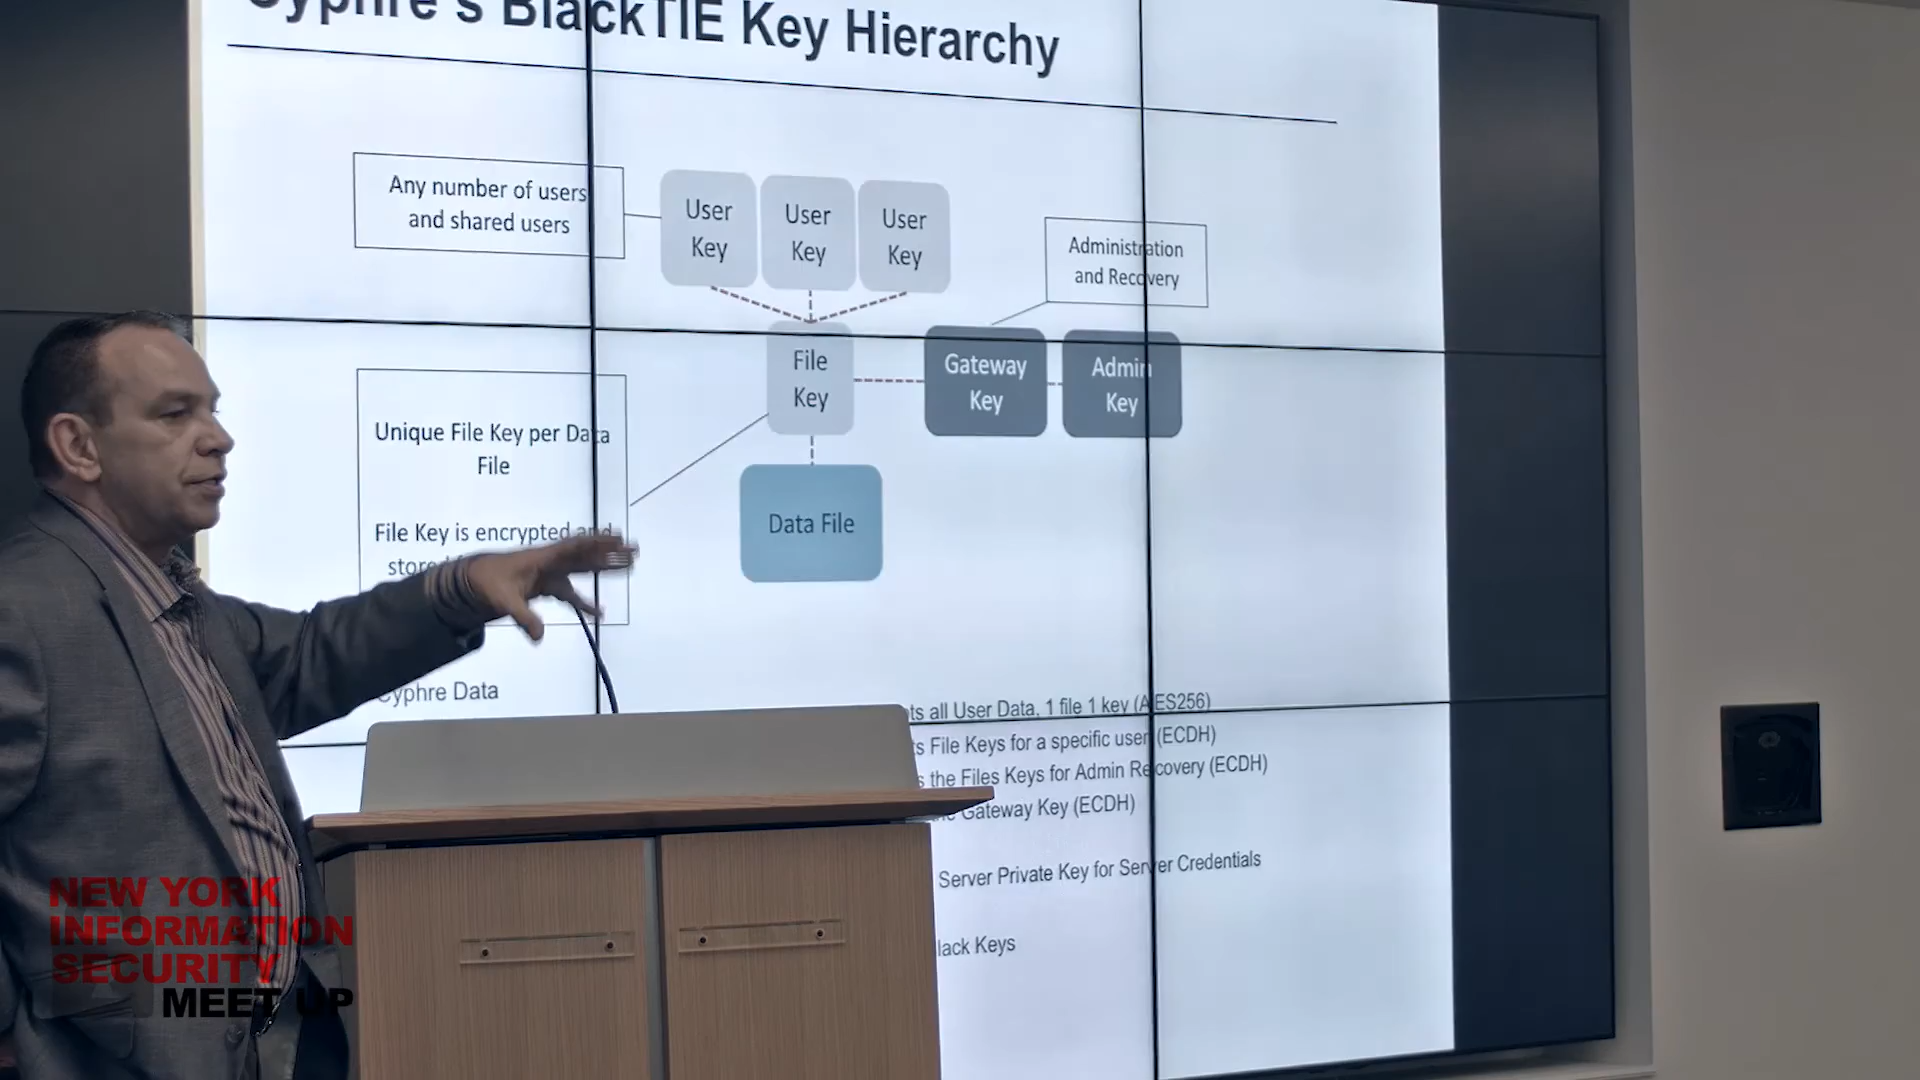 Cyphre's BlackTIE Key Hierarchy
Any number of users
and shared users
User
Key
User
Key
User
Key
Administration
and Recovery
File
Key
Gateway
Key
Admin
Key
Unique File Key per Data
File
File Key is encrypted and
Data File
Cyphre Data
all User Data, 1 file 1 key (AES256)
File Keys for a specific user (ECDH)
the Files Keys for Admin Recovery (ECDH)
Gateway Key (ECDH)
Server Private Key for Server Credentials
Keys
NEW YORK
INFORMATION
SECURITY
MEET UP